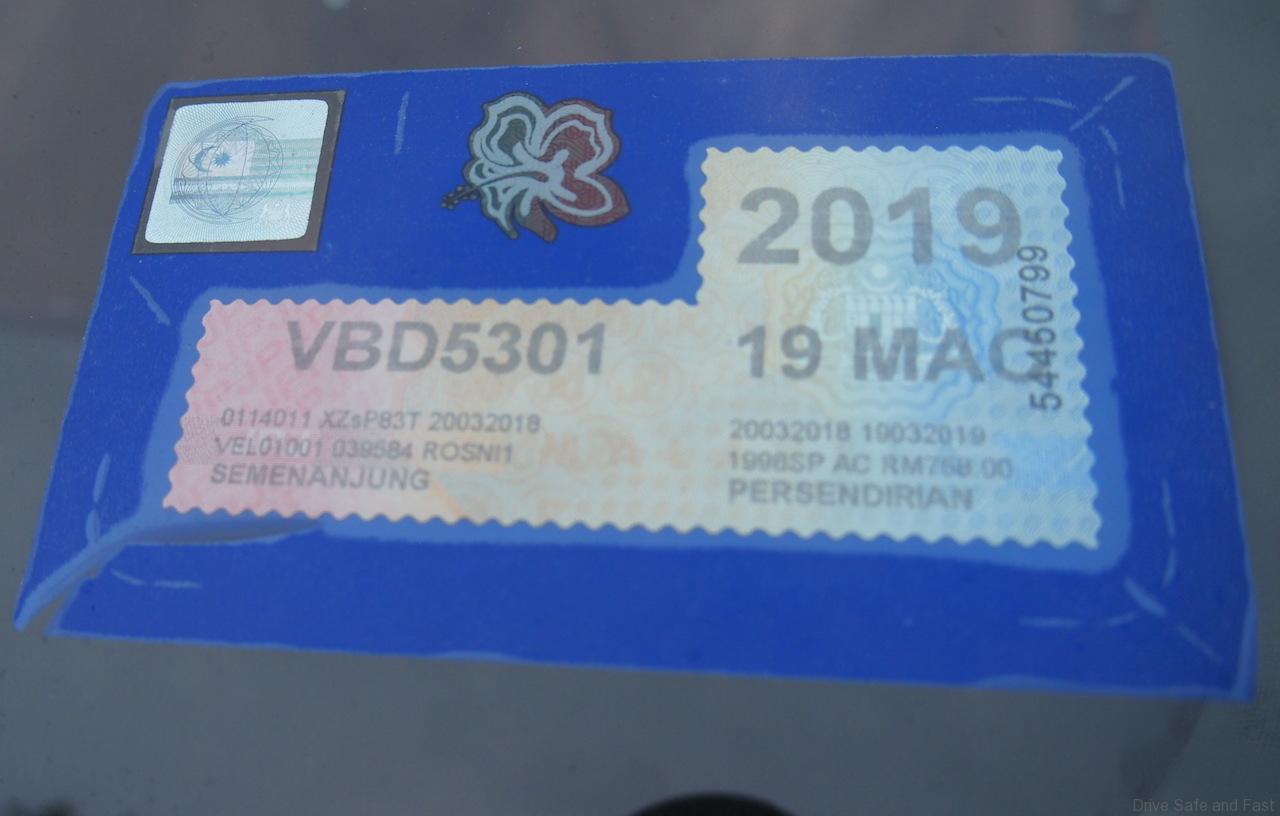 2019
19 MAC
54450799
VBD5301
0114011 XZsP83T 20032018
VEL01001 039584 ROSNI1
SEMENANJUNG
20032018 19032019
1998SP AC RM768.00
PERSENDIRIAN
Drive Safe and Fast